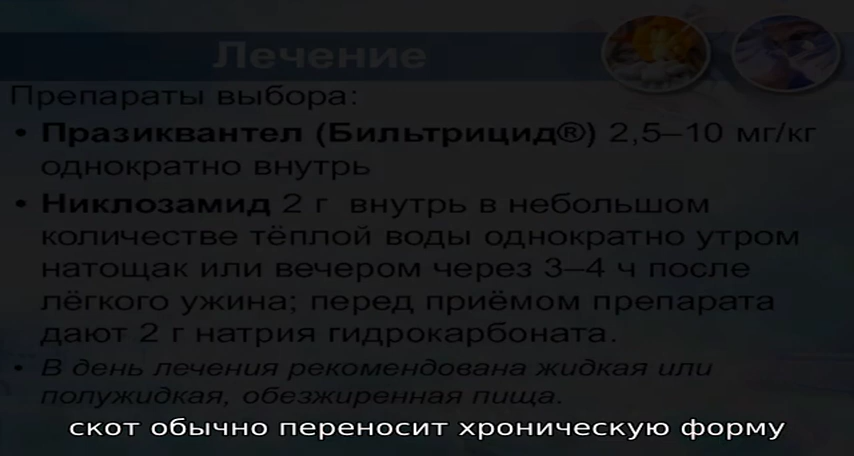 Лечение
Препараты выбора:
• Празиквантел (Бильтрицид®) 2,5–10 мг/кг
однократно внутрь
• Никлозамид 2 г внутрь в небольшом
количестве тёплой воды однократно утром
натощак или вечером через 3–4 ч после
лёгкого ужина; перед приёмом препарата
дают 2 г натрия гидрокарбоната.
• В день лечения рекомендована жидкая или
полужидкая, обезжиренная пища.
скот обычно переносит хроническую форму